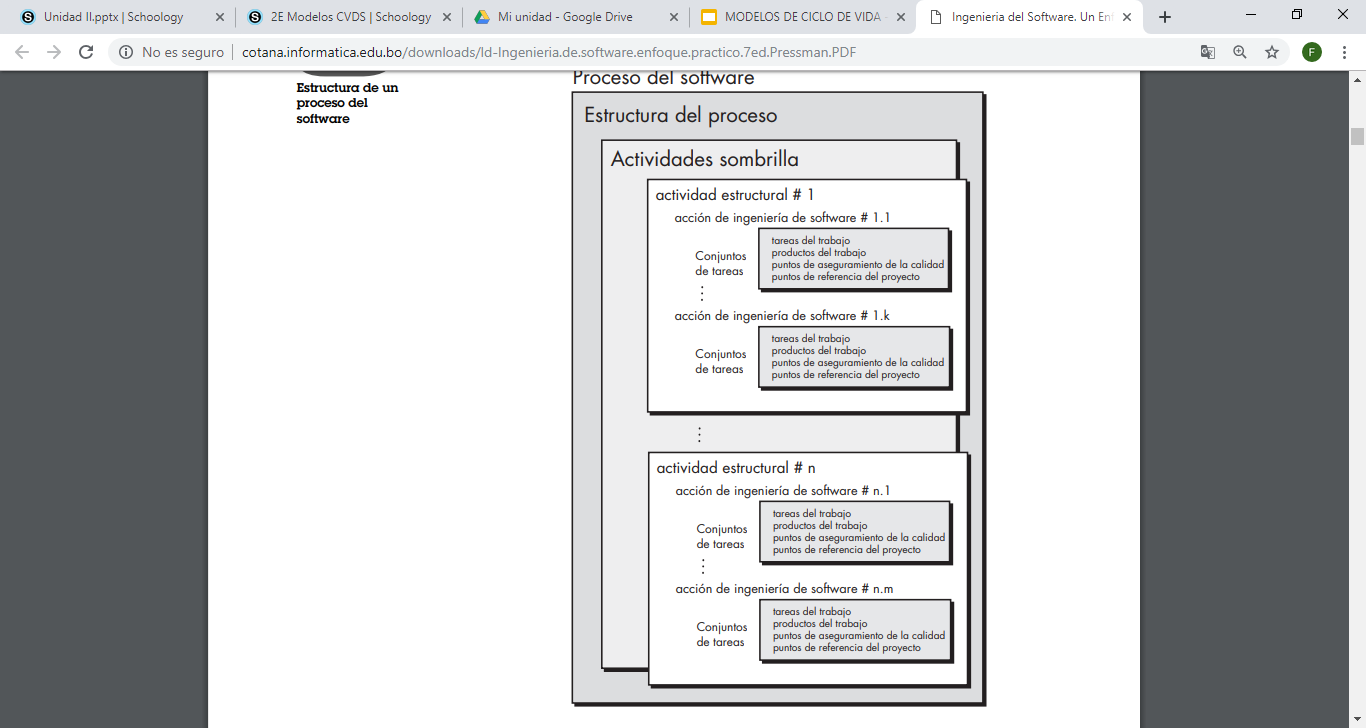 Unidad II.pptx | Schoology
2E Modelos CVDS | Schoology
Mi unidad - Google Drive
MODELOS DE CICLO DE VIDA -
Ingenieria del Software. Un En
No es seguro
cotana.informatica.edu.bo/downloads/ld-Ingenieria.de.software.enfoque.practico.7ed.Pressman.PDF
F
Estructura de un
proceso del
software
Proceso del software
Estructura del proceso
Actividades sombrilla
actividad estructural # 1
acción de ingeniería de software # 1.1
Conjuntos
de tareas
tareas del trabajo
productos del trabajo
puntos de aseguramiento de la calidad
puntos de referencia del proyecto
acción de ingeniería de software # 1.k
Conjuntos
de tareas
tareas del trabajo
productos del trabajo
puntos de aseguramiento de la calidad
puntos de referencia del proyecto
actividad estructural # n
acción de ingeniería de software # n.1
Conjuntos
de tareas
tareas del trabajo
productos del trabajo
puntos de aseguramiento de la calidad
puntos de referencia del proyecto
acción de ingeniería de software # n.m
Conjuntos
de tareas
tareas del trabajo
productos del trabajo
puntos de aseguramiento de la calidad
puntos de referencia del proyecto